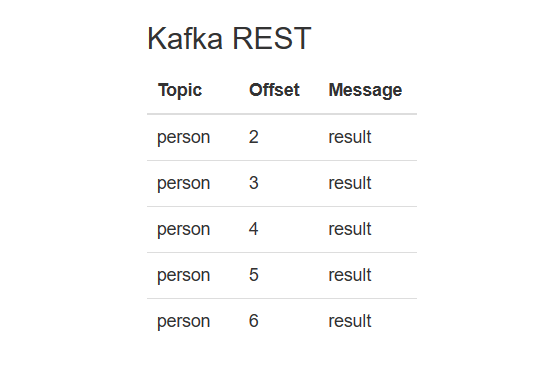 Kafka REST
Topic Offset Message
person 2 result
person 3 result
person 4 result
person 5 result
person 6 result